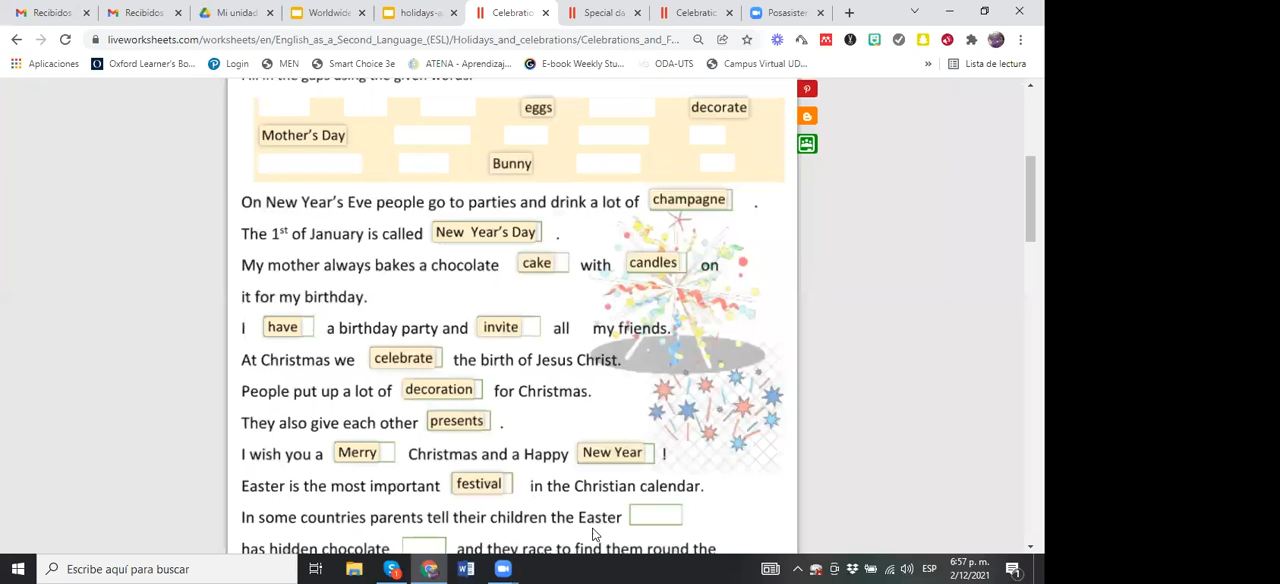 Recibidos
Recibidos
Mi unidad
Worldwide
holidays-a
Celebratio
Special da
Celebratic
Posasister
liveworksheets.com/worksheets/en/English_as_a_Second_Language_(ESL)/Holidays_and_celebrations/Celebrations_and_F...
Aplicaciones
Oxford Learner's Bo...
Login
MEN
Smart Choice 3e
ATENA - Aprendizaj...
E-book Weekly Stu...
ODA-UTS
Campus Virtual UD...
»
Lista de lectura
Fill in the gaps using the given words.
eggs
decorate
Mother's Day
Bunny
On New Year's Eve people go to parties and drink a lot of champagne .
The 1st of January is called New Year's Day .
My mother always bakes a chocolate cake with candles on
it for my birthday.
I have a birthday party and invite all my friends.
At Christmas we celebrate the birth of Jesus Christ.
People put up a lot of decoration for Christmas.
They also give each other presents .
I wish you a Merry Christmas and a Happy New Year !
Easter is the most important festival in the Christian calendar.
In some countries parents tell their children the Easter
has hidden chocolate and they race to find them round the
Escribe aquí para buscar
ESP
6:57 p. m.
2/12/2021
1